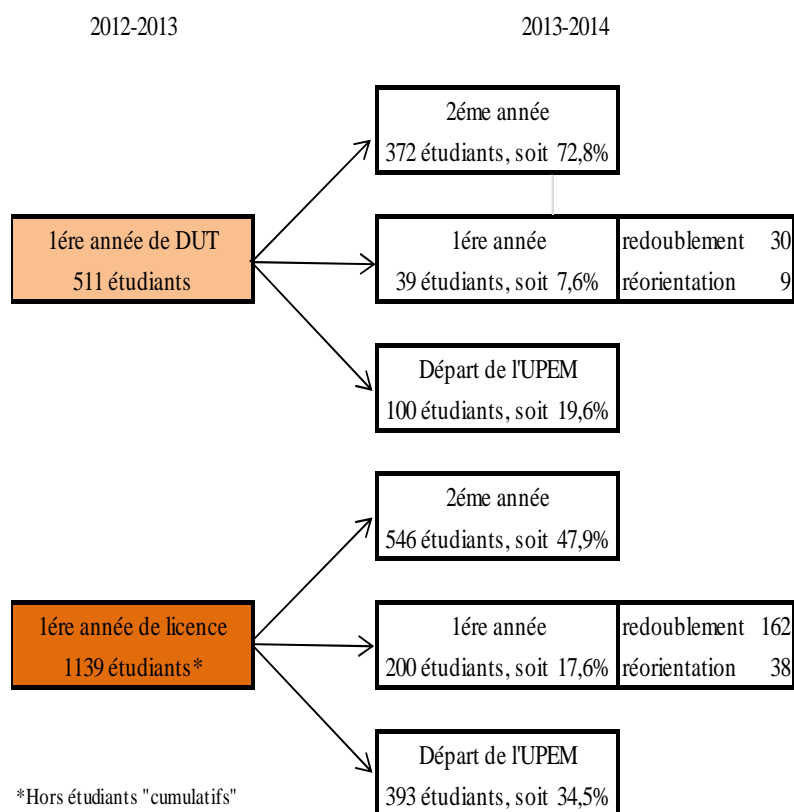 2012-2013
2013-2014
2éme année
372 étudiants, soit 72,8%
1ére année de DUT
511 étudiants
1ére année
39 étudiants, soit 7,6%
redoublement 30
réorientation 9
Départ de l'UPEM
100 étudiants, soit 19,6%
2éme année
546 étudiants, soit 47,9%
1ére année de licence
1139 étudiants*
1ére année
200 étudiants, soit 17,6%
redoublement 162
réorientation 38
Départ de l'UPEM
393 étudiants, soit 34,5%
*Hors étudiants "cumulatifs"